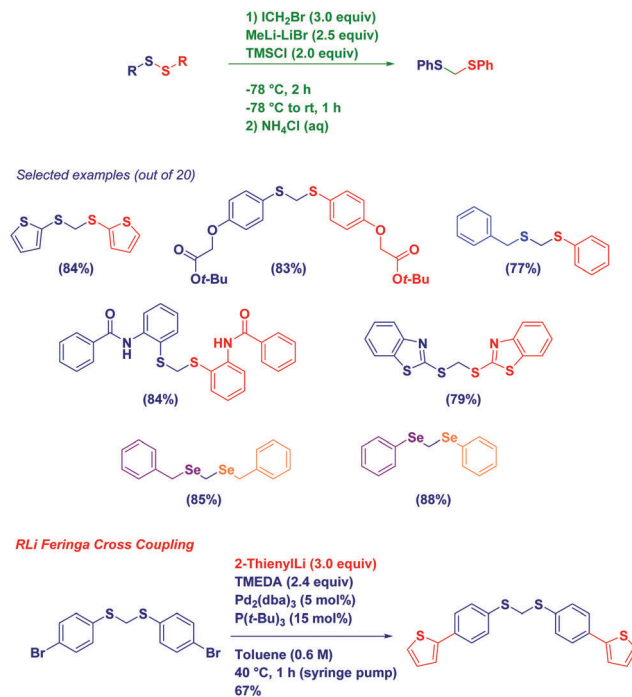 1) ICH2Br (3.0 equiv)
MeLi-LiBr (2.5 equiv)
TMSCl (2.0 equiv)
R S S R
PhS SPh
-78 °C, 2 h
-78 °C to rt, 1 h
2) NH4Cl (aq)
Selected examples (out of 20)
S S S S
(84%)
S S
O O
O O
Ot-Bu Ot-Bu
(83%)
S S
(77%)
O O
N
H
NH
S S
(84%)
N N
S S S S
(79%)
Se Se
(85%)
Se Se
(88%)
RLi Feringa Cross Coupling
2-ThienylLi (3.0 equiv)
TMEDA (2.4 equiv)
Pd2(dba)3 (5 mol%)
P(t-Bu)3 (15 mol%)
S S
Br Br
Toluene (0.6 M)
40 °C, 1 h (syringe pump)
67%
S S
S S